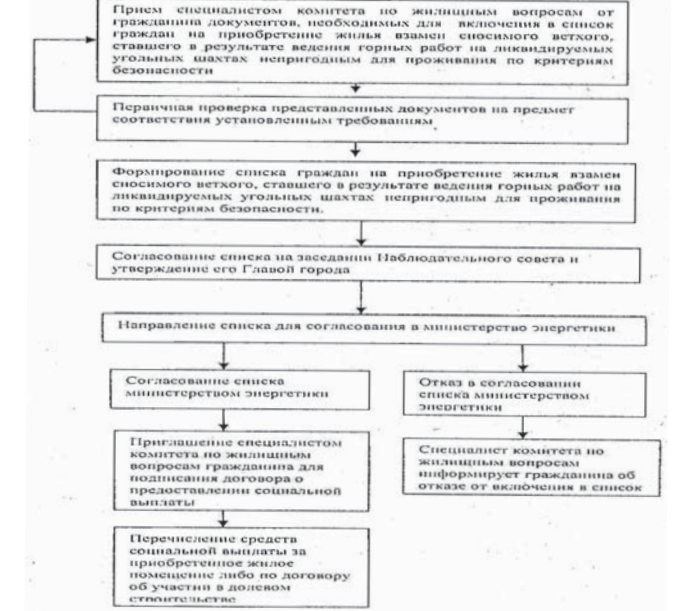 Прием специалистом комитета по жилищным вопросам от
гражданина документов, необходимых для включения в список
граждан на приобретение жилья взамен сносимого ветхого,
ставшего в результате ведения горных работ на ликвидируемых
угольных шахтах непригодным для проживания по критериям
безопасности
Первичная проверка представленных документов на предмет
соответствия установленным требованиям
Формирование списка граждан на приобретение жилья взамен
сносимого ветхого, ставшего в результате ведения горных работ на
ликвидируемых угольных шахтах непригодным для проживания
по критериям безопасности.
Согласование списка на заседании Наблюдательного совета и
утверждение его Главой города
Направление списка для согласования в министерство энергетики
Согласование списка
министерством энергетики
Отказ в согласовании
списка министерством
энергетики
Приглашение специалистом
комитета по жилищным
вопросам гражданина для
подписания договора о
предоставлении социальной
выплаты
Специалист комитета по
жилищным вопросам
информирует гражданина об
отказе от включения в список
Перечисление средств
социальной выплаты за
приобретенное жилое
помещение либо по договору
об участии в долевом
строительстве